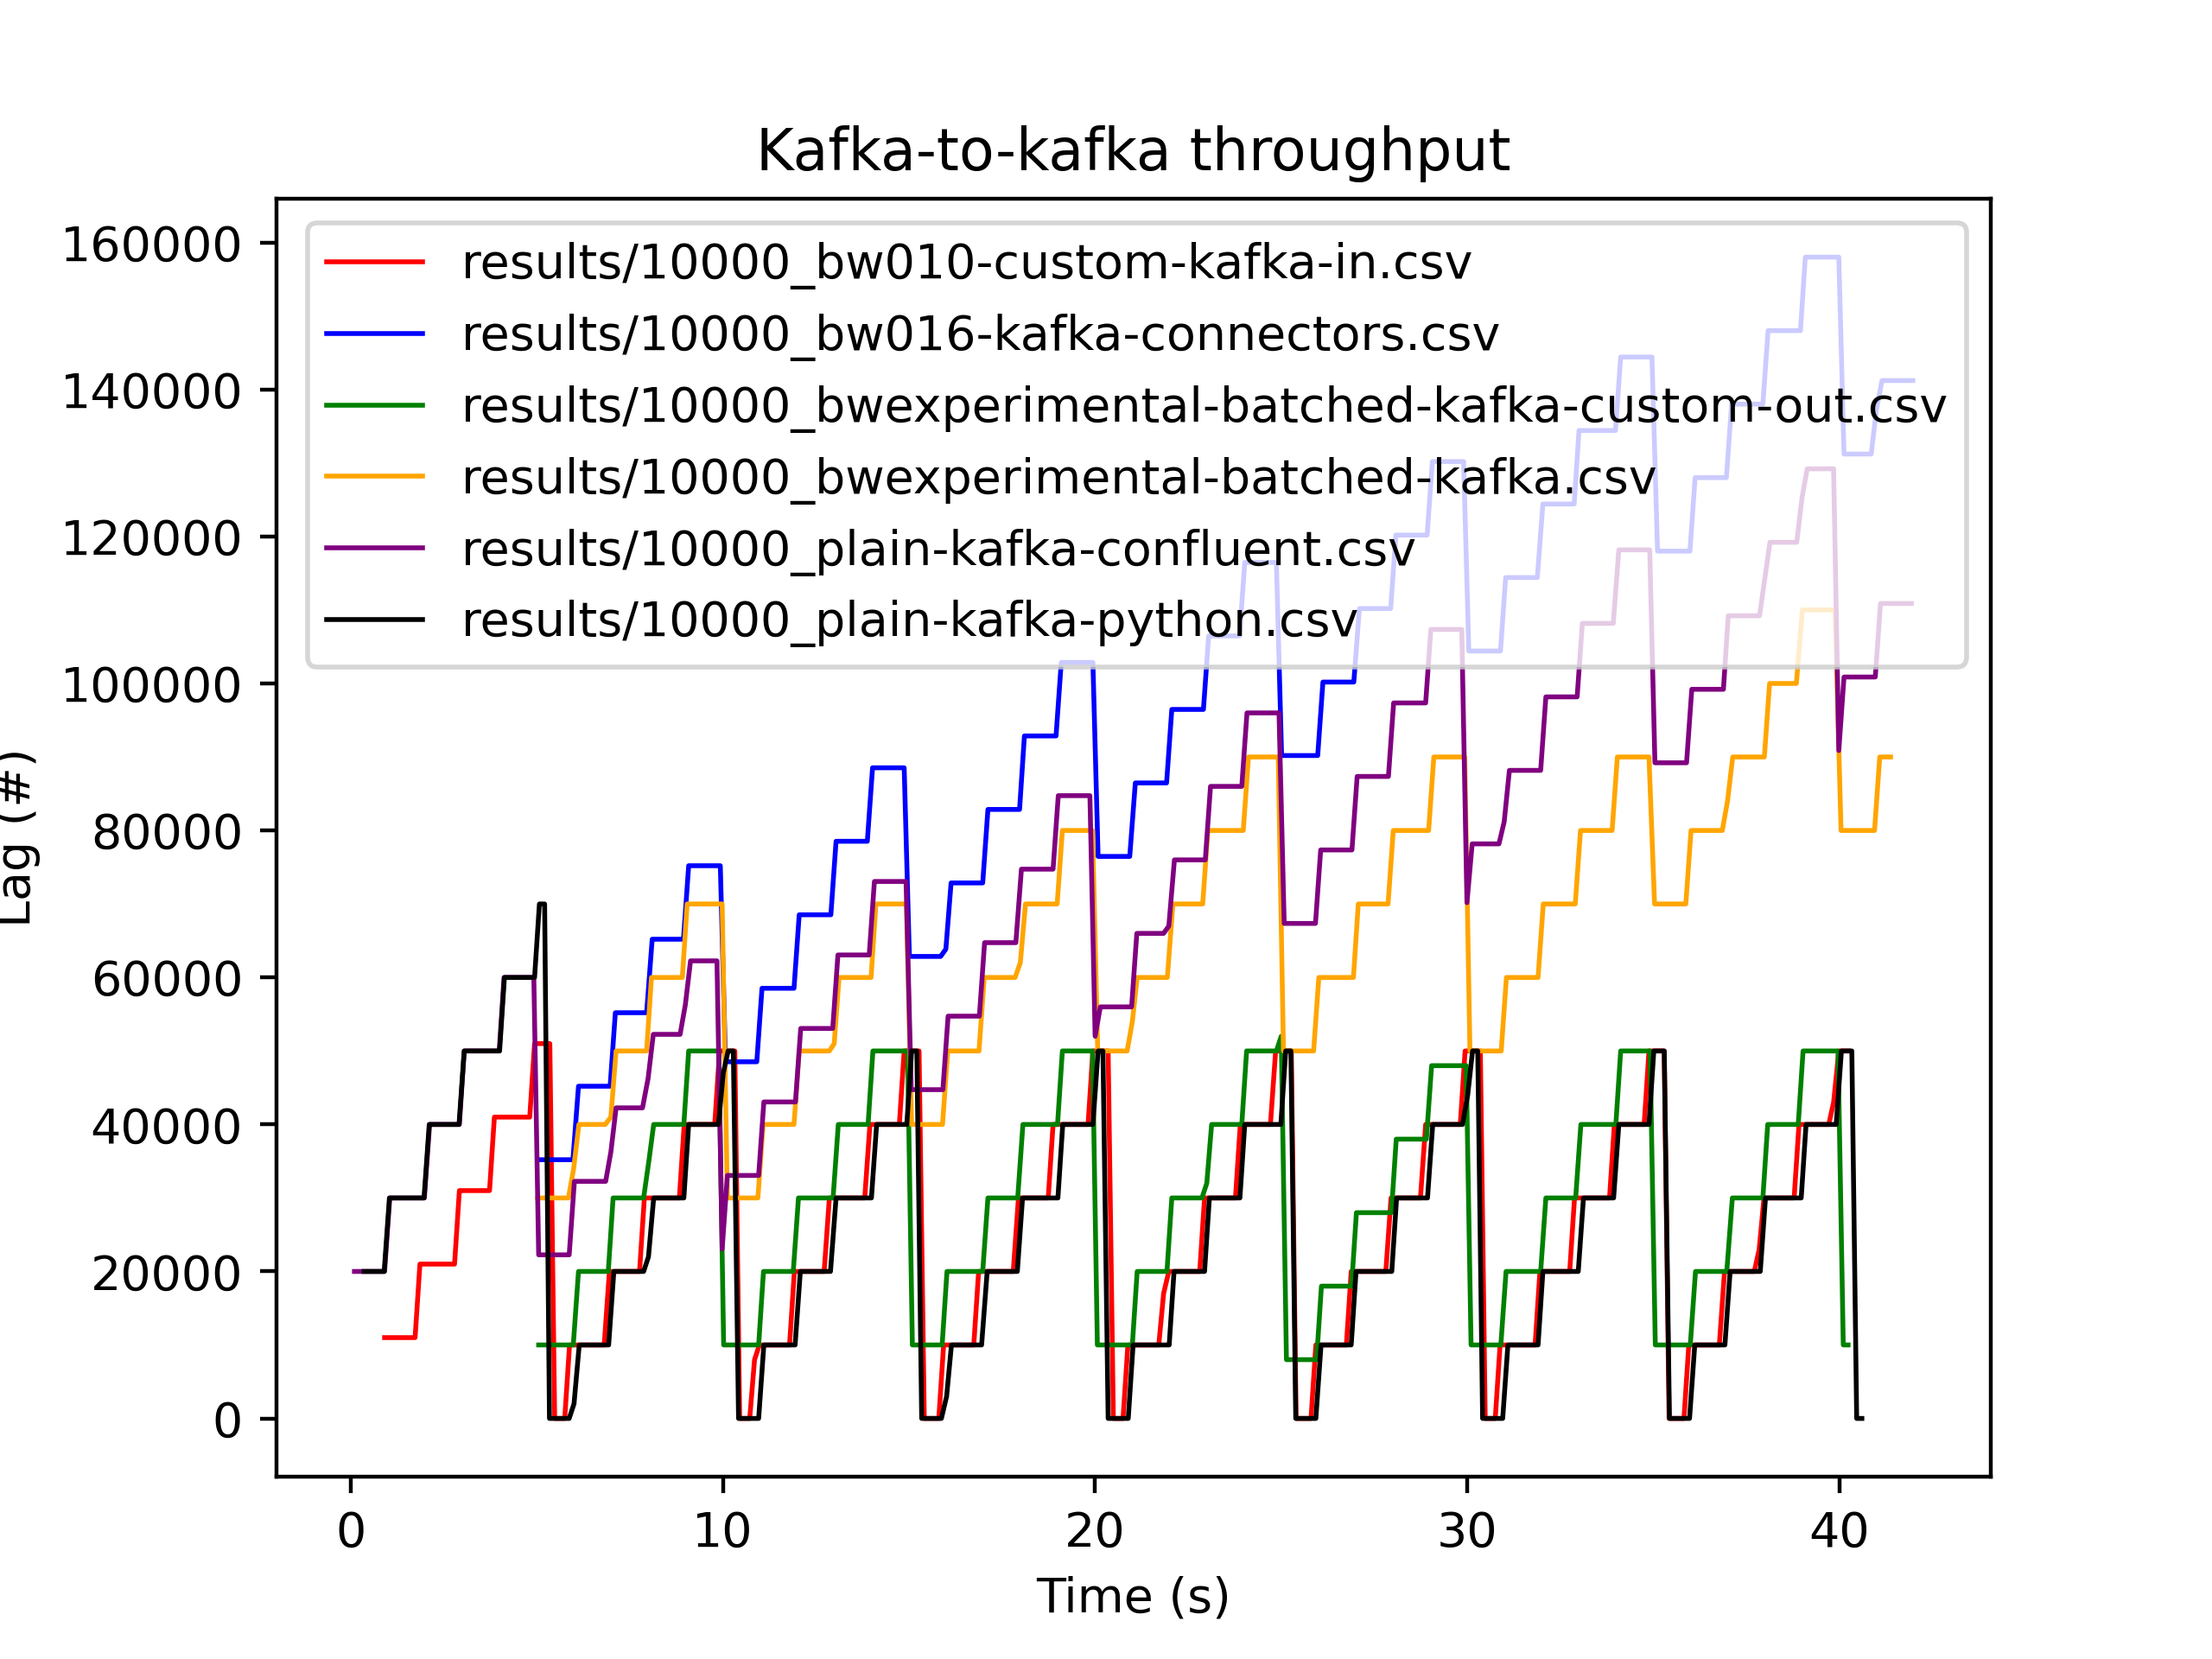 Kafka-to-kafka throughput
results/10000_bw010-custom-kafka-in.csv
results/10000_bw016-kafka-connectors.csv
results/10000_bwexperimental-batched-kafka-custom-out.csv
results/10000_bwexperimental-batched-kafka.csv
results/10000_plain-kafka-confluent.csv
results/10000_plain-kafka-python.csv
160000
140000
120000
100000
80000
60000
40000
20000
0
Lag (#)
0 10 20 30 40
Time (s)